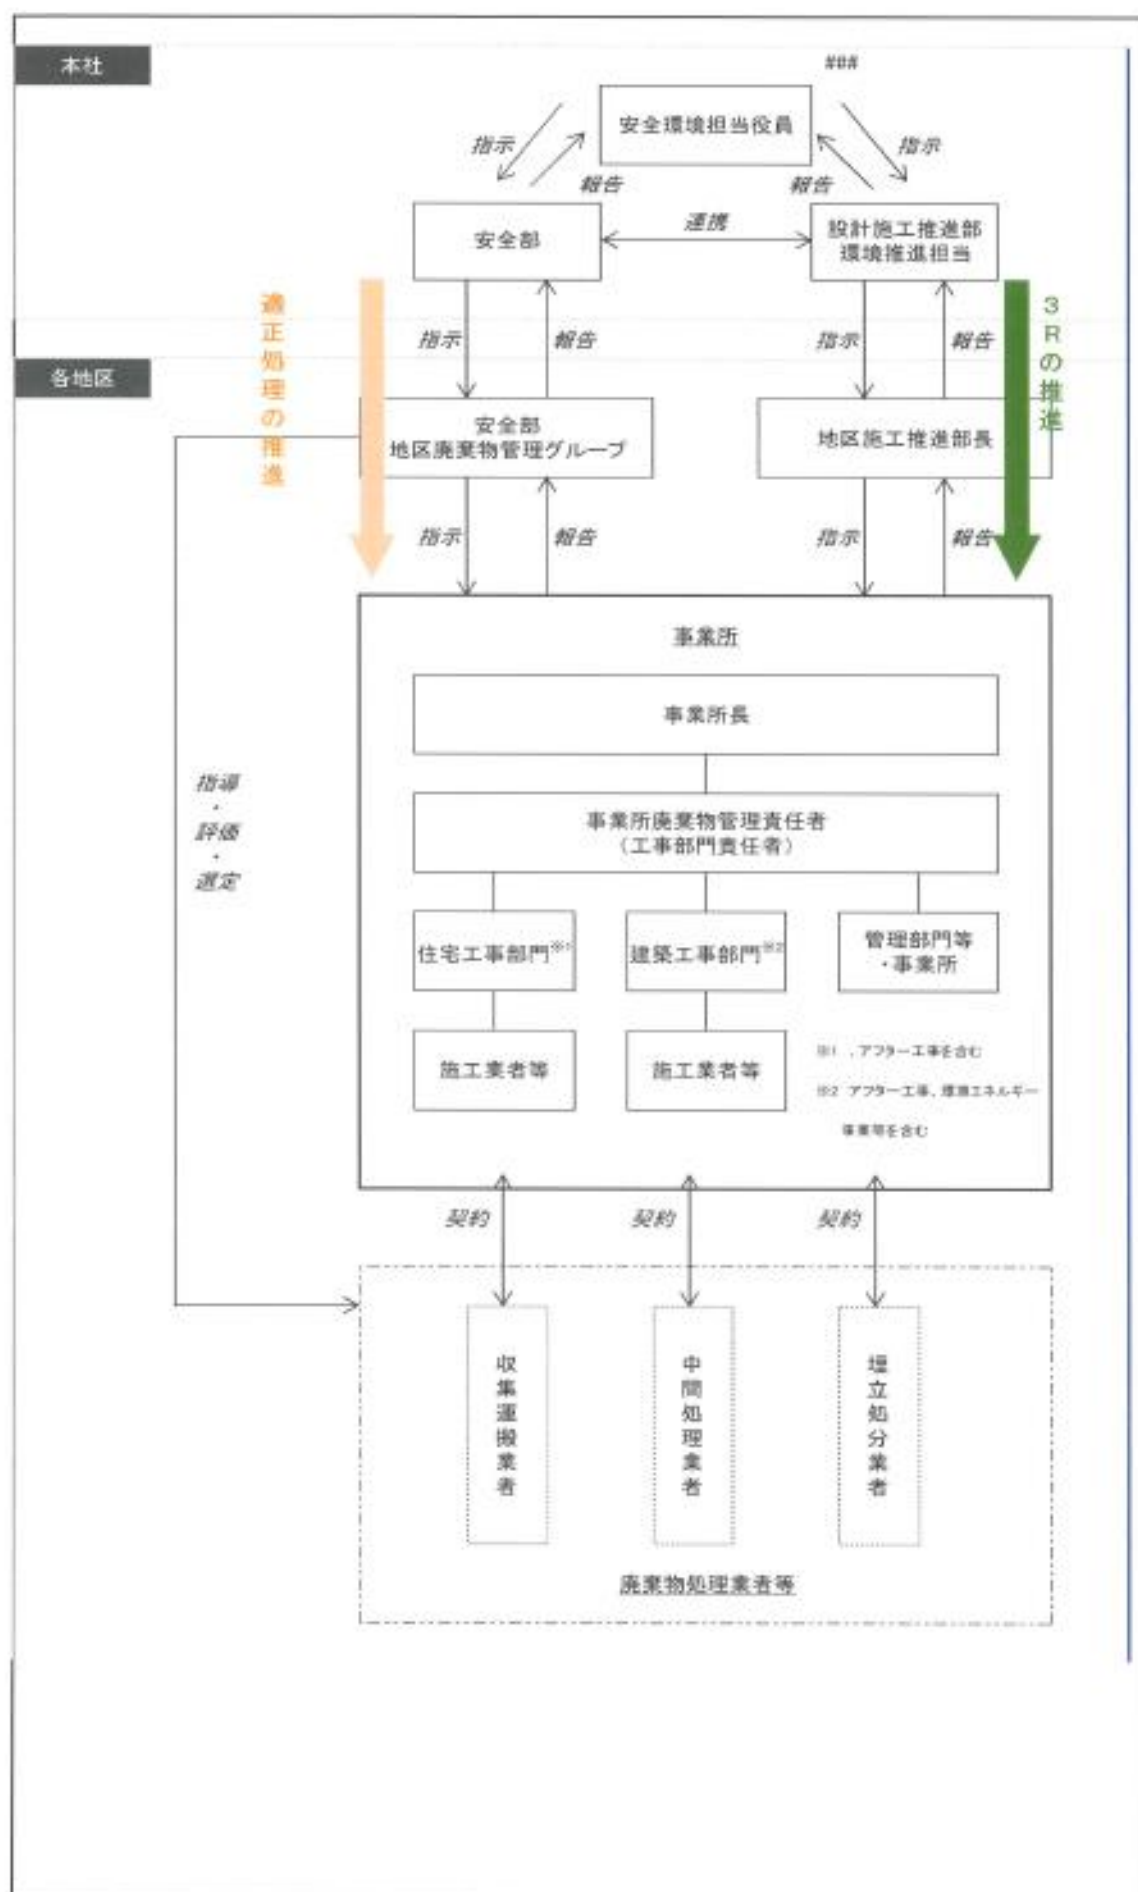 本社
###
安全環境担当役員
指示
報告
報告
指示
安全部
連携
設計施工推進部
環境推進担当
適正処理の推進
3Rの推進
指示
報告
指示
報告
各地区
安全部
地区廃棄物管理グループ
地区施工推進部長
指示
報告
指示
報告
事業所
事業所長
指導
・
評価
・
選定
事業所廃棄物管理責任者
(工事部門責任者)
住宅工事部門※1
建築工事部門※2
管理部門等
・事業所
施工業者等
施工業者等
※1 、アフター工事を含む
※2 アフター工事、環境エネルギー
事業等を含む
契約
契約
契約
収集運搬業者
中間処理業者
埋立処分業者
廃棄物処理業者等